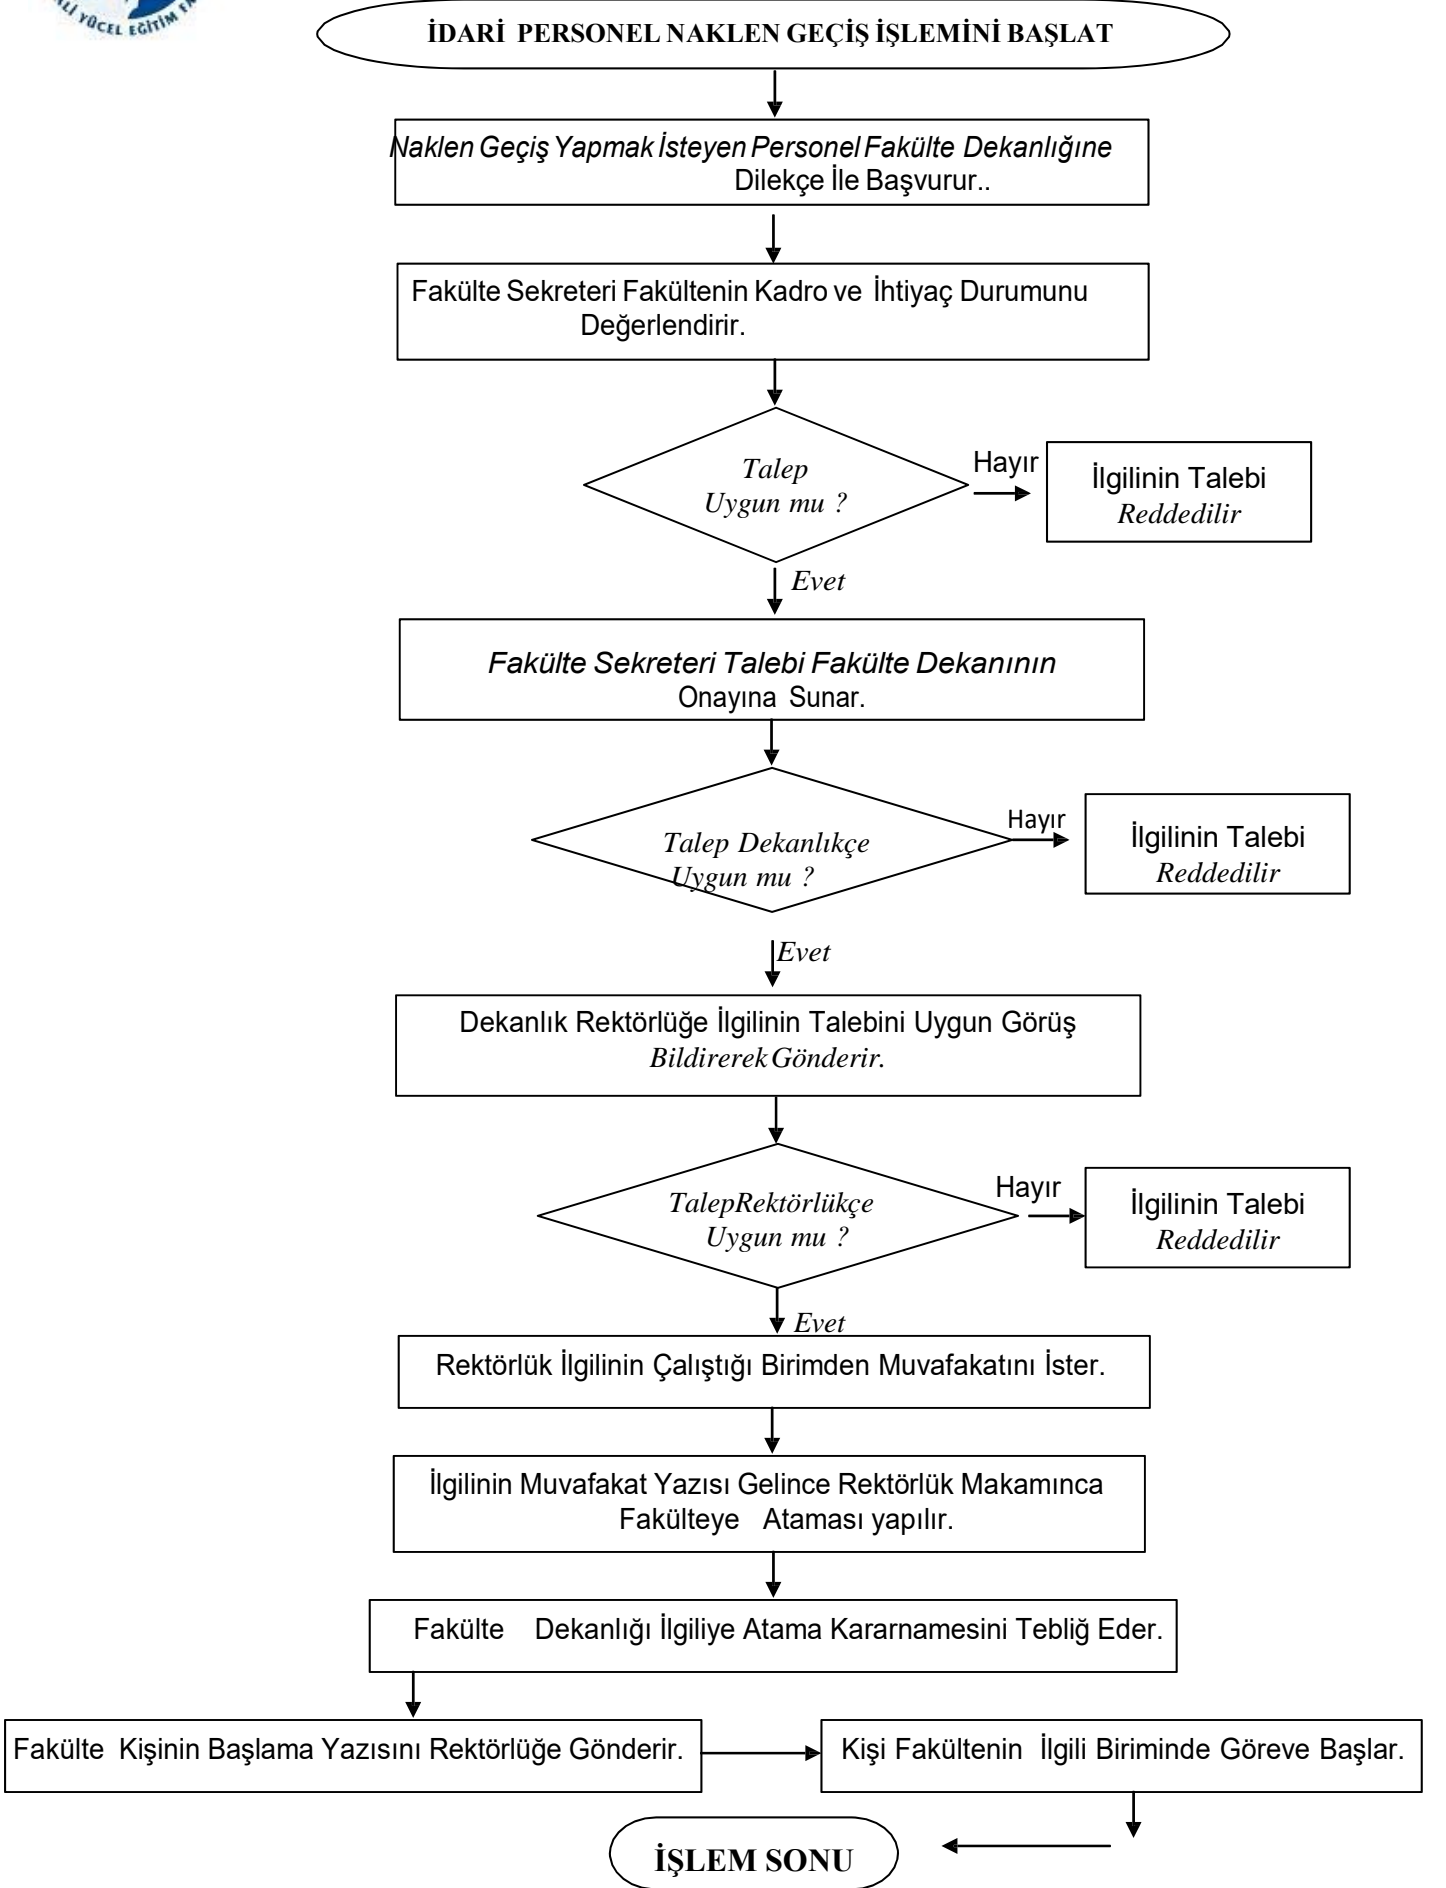 ALİ YÜCEL EĞİTİM
İDARİ PERSONEL NAKLEN GEÇİŞ İŞLEMİNİ BAŞLAT
Naklen Geçiş Yapmak İsteyen Personel Fakülte Dekanlığıne
Dilekçe İle Başvurur..
Fakülte Sekreteri Fakültenin Kadro ve İhtiyaç Durumunu
Değerlendirir.
Talep
Uygun mu ?
Hayır
İlgilinin Talebi
Reddedilir
Evet
Fakülte Sekreteri Talebi Fakülte Dekanının
Onayına Sunar.
Talep Dekanlıkçe
Uygun mu ?
Hayır
İlgilinin Talebi
Reddedilir
Evet
Dekanlık Rektörlüğe İlgilinin Talebini Uygun Görüş
Bildirerek Gönderir.
TalepRektörlükçe
Uygun mu ?
Hayır
İlgilinin Talebi
Reddedilir
Evet
Rektörlük İlgilinin Çalıştığı Birimden Muvafakatını İster.
İlgilinin Muvafakat Yazısı Gelince Rektörlük Makamınca
Fakülteye Ataması yapılır.
Fakülte Dekanlığı İlgiliye Atama Kararnamesini Tebliğ Eder.
Fakülte Kişinin Başlama Yazısını Rektörlüğe Gönderir.
Kişi Fakültenin İlgili Biriminde Göreve Başlar.
İŞLEM SONU